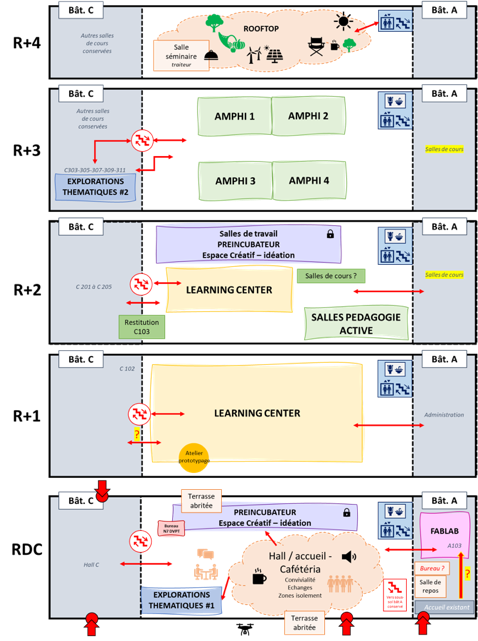 Bât. C
Bât. A
R+4
Autres salles
de cours
conservées
ROOFTOP
Salle
séminaire
traiteur
Bât. C
Bât. A
R+3
Autres salles
de cours
conservées
AMPHI 1
AMPHI 2
Salles de cours
C303-305-307-309-311
EXPLORATIONS
THEMATIQUES #2
AMPHI 3
AMPHI 4
Bât. C
Bât. A
R+2
Salles de travail
PREINCUBATEUR
Espace Créatif – idéation
C 201 à C 205
LEARNING CENTER
Salles de cours ?
Salles de cours
Restitution
C103
SALLES PEDAGOGIE
ACTIVE
Bât. C
Bât. A
R+1
C 102
LEARNING CENTER
Administration
?
Atelier
prototypage
Bât. C
Bât. A
RDC
Terrasse
abritée
PREINCUBATEUR
Espace Créatif – idéation
Bureau
FABLAB
A103
Hall C
Hall / accueil -
Cafétéria
Convivialité
Echanges
Zones isolement
Bureau ?
?
Salle de
repos
EXPLORATIONS
THEMATIQUES #1
Accueil existant
Terrasse
abritée